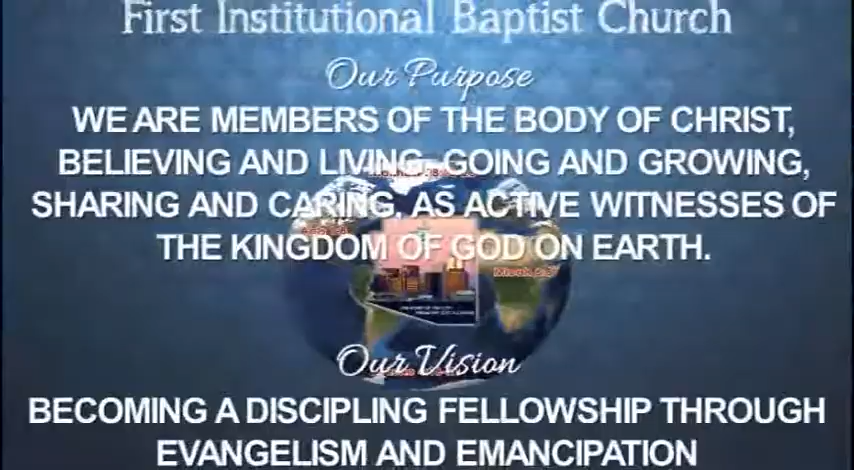 First Institutional Baptist Church
Our Purpose
WE ARE MEMBERS OF THE BODY OF CHRIST,
BELIEVING AND LIVING, GOING AND GROWING,
SHARING AND CARING, AS ACTIVE WITNESSES OF
THE KINGDOM OF GOD ON EARTH.
Our Vision
BECOMING A DISCIPLING FELLOWSHIP THROUGH
EVANGELISM AND EMANCIPATION